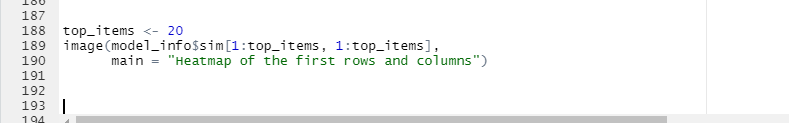 186
187
188 top_items <- 20
189 image(model_info$sim[1:top_items, 1:top_items],
190 main = "Heatmap of the first rows and columns")
191
192
193
194